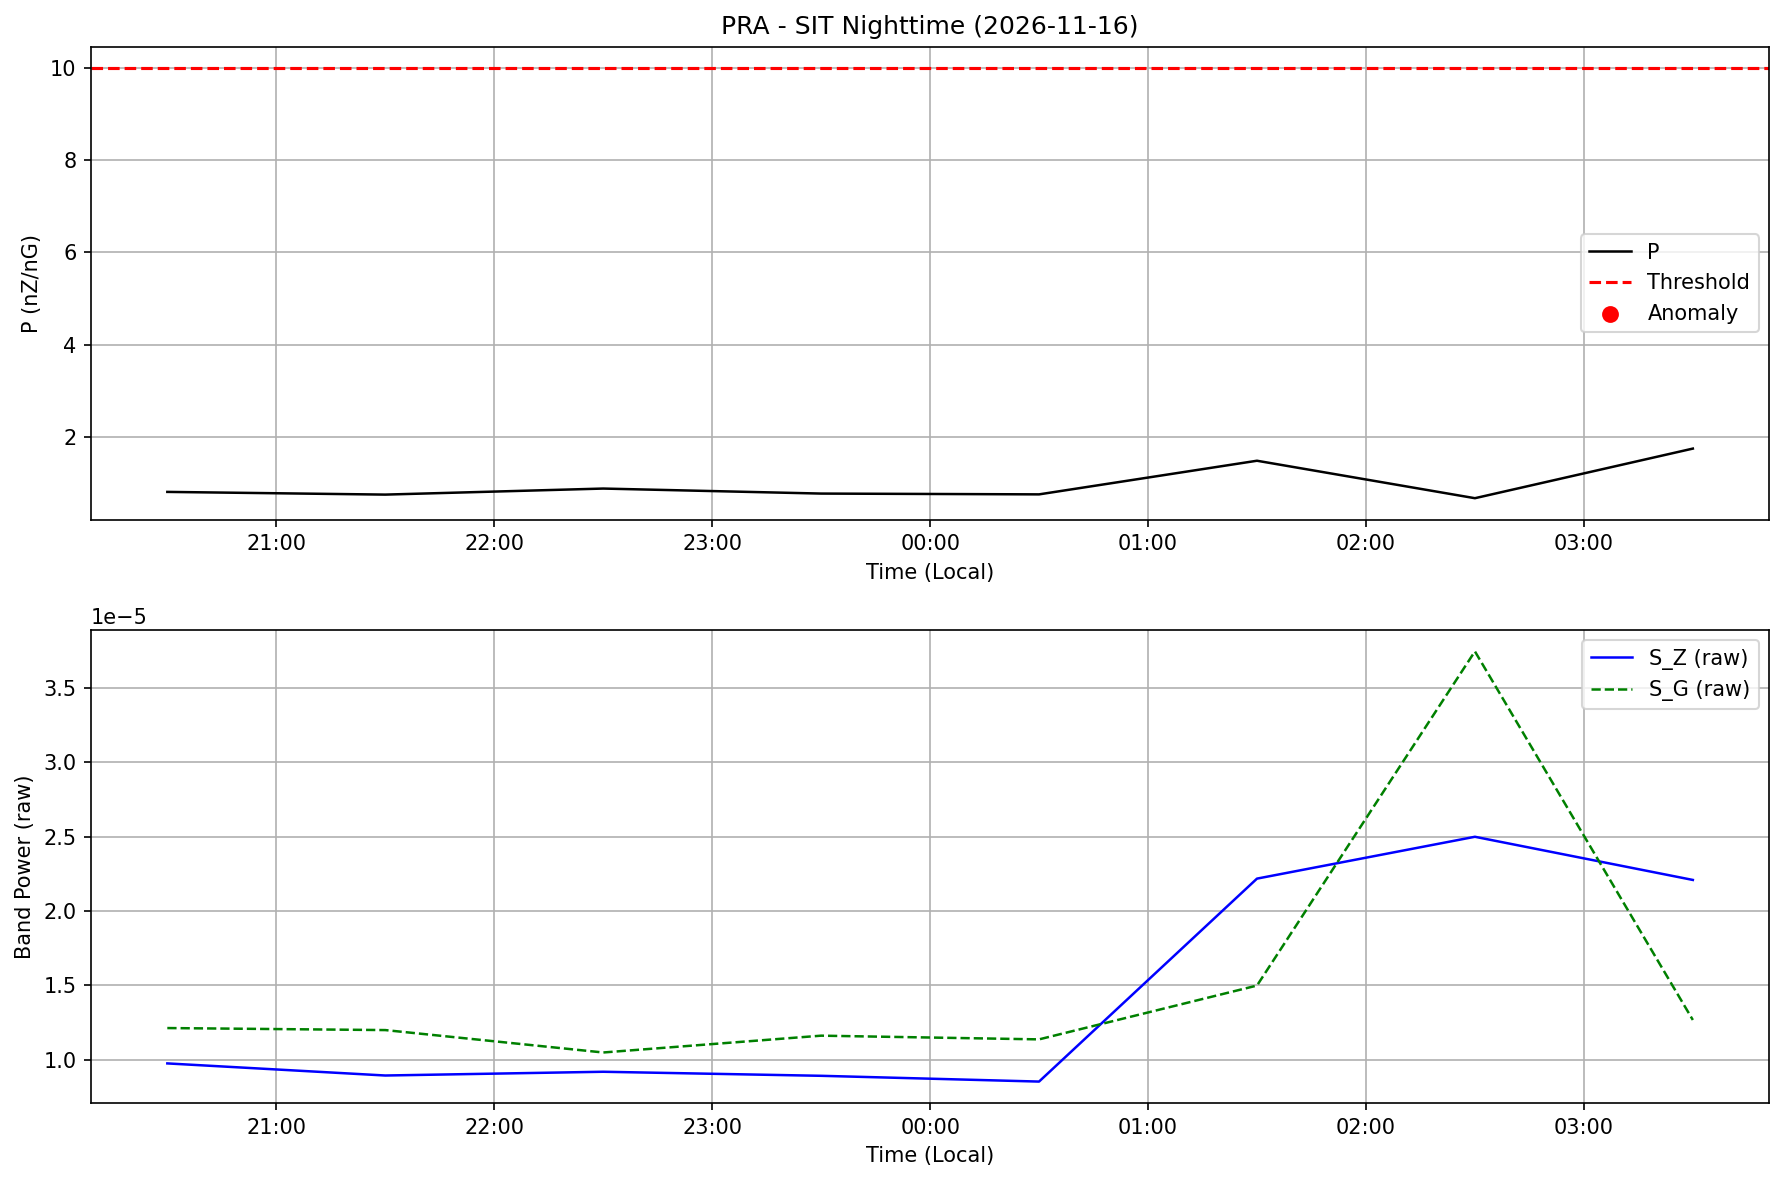 PRA - SIT Nighttime (2026-11-16)
P (nZ/nG)
10
8
6
4
2
P
Threshold
Anomaly
21:00 22:00 23:00 00:00 01:00 02:00 03:00
Time (Local)
1e−5
Band Power (raw)
3.5
3.0
2.5
2.0
1.5
1.0
S_Z (raw)
S_G (raw)
21:00 22:00 23:00 00:00 01:00 02:00 03:00
Time (Local)